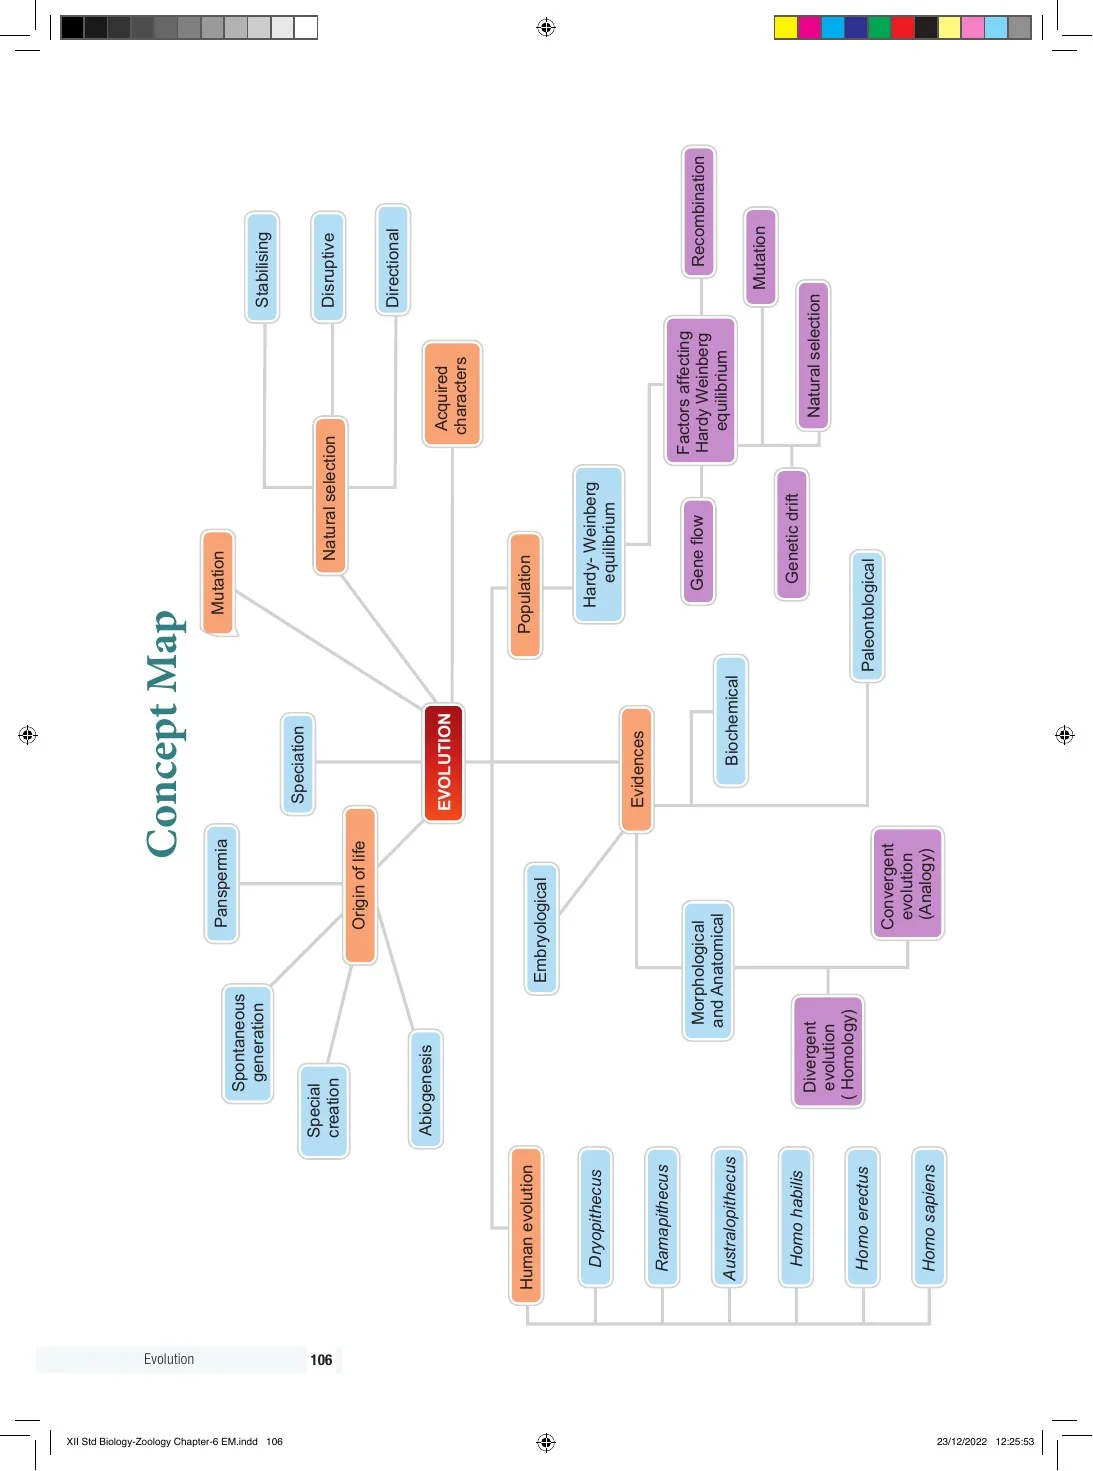 Concept Map
EVOLUTION
Origin of life
Special
creation
Spontaneous
generation
Panspermia
Abiogenesis
Speciation
Mutation
Natural selection
Stabilising
Disruptive
Directional
Acquired
characters
Human evolution
Dryopithecus
Ramapithecus
Australopithecus
Homo habilis
Homo erectus
Homo sapiens
Evidences
Embryological
Morphological
and Anatomical
Divergent
evolution
( Homology)
Convergent
evolution
(Analogy)
Biochemical
Paleontological
Population
Hardy- Weinberg
equilibrium
Factors affecting
Hardy Weinberg
equilibrium
Gene flow
Recombination
Genetic drift
Mutation
Natural selection
Evolution 106
XII Std Biology-Zoology Chapter-6 EM.indd 106
23/12/2022 12:25:53